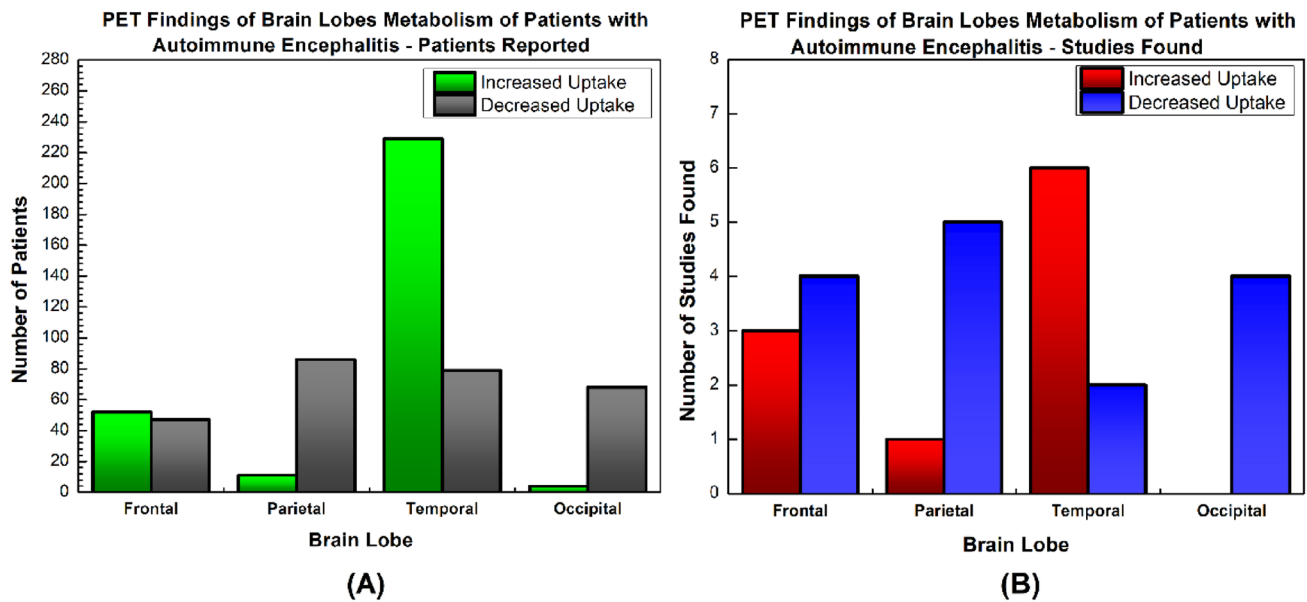 PET Findings of Brain Lobes Metabolism of Patients with
Autoimmune Encephalitis - Patients Reported
280
260
240
220
200
180
160
140
120
100
80
60
40
20
0
Number of Patients
Increased Uptake
Decreased Uptake
Frontal Parietal Temporal Occipital
Brain Lobe
(A)
PET Findings of Brain Lobes Metabolism of Patients with
Autoimmune Encephalitis - Studies Found
8
7
6
5
4
3
2
1
0
Number of Studies Found
Increased Uptake
Decreased Uptake
Frontal Parietal Temporal Occipital
Brain Lobe
(B)